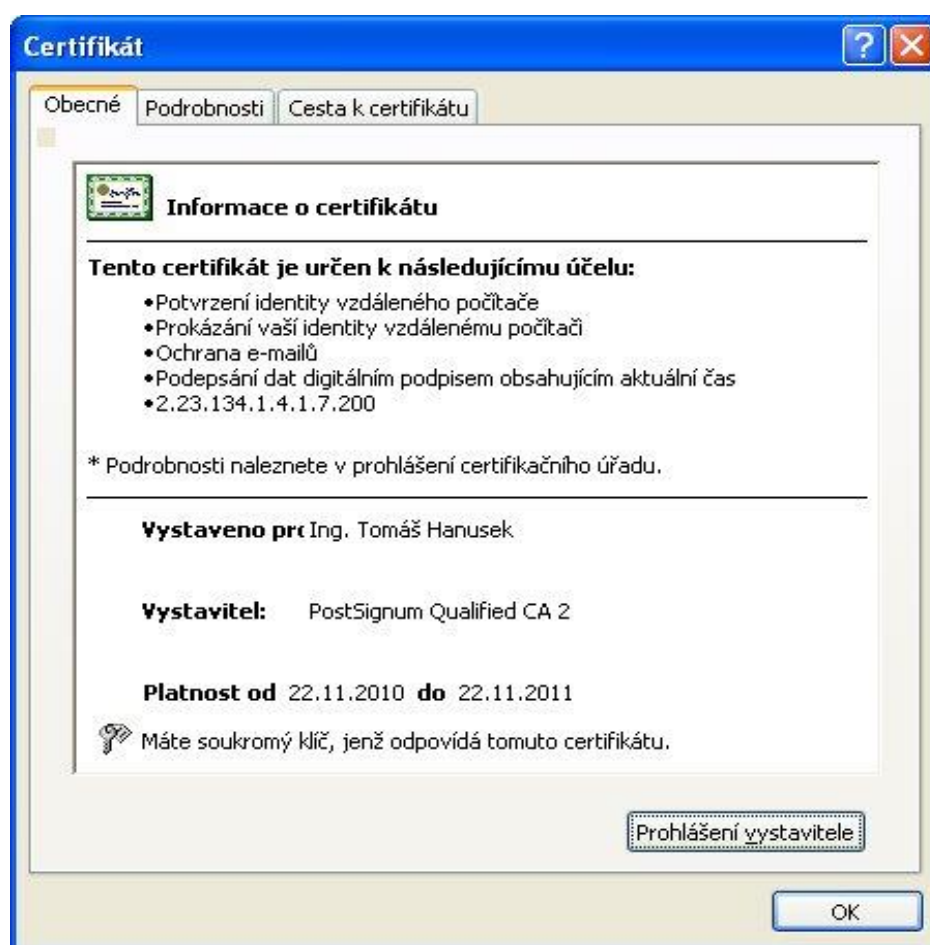 Certifikát
Obecné Podrobnosti Cesta k certifikátu
Informace o certifikátu
Tento certifikát je určen k následujícímu účelu:
•Potvrzení identity vzdáleného počítače
•Prokázání vaší identity vzdálenému počítači
•Ochrana e-mailů
•Podepsání dat digitálním podpisem obsahujícím aktuální čas
•2.23.134.1.4.1.7.200
* Podrobnosti naleznete v prohlášení certifikačního úřadu.
Vystaveno pro Ing. Tomáš Hanusek
Vystavitel: PostSignum Qualified CA 2
Platnost od 22.11.2010 do 22.11.2011
Máte soukromý klíč, jenž odpovídá tomuto certifikátu.
Prohlášení vystavitele
OK